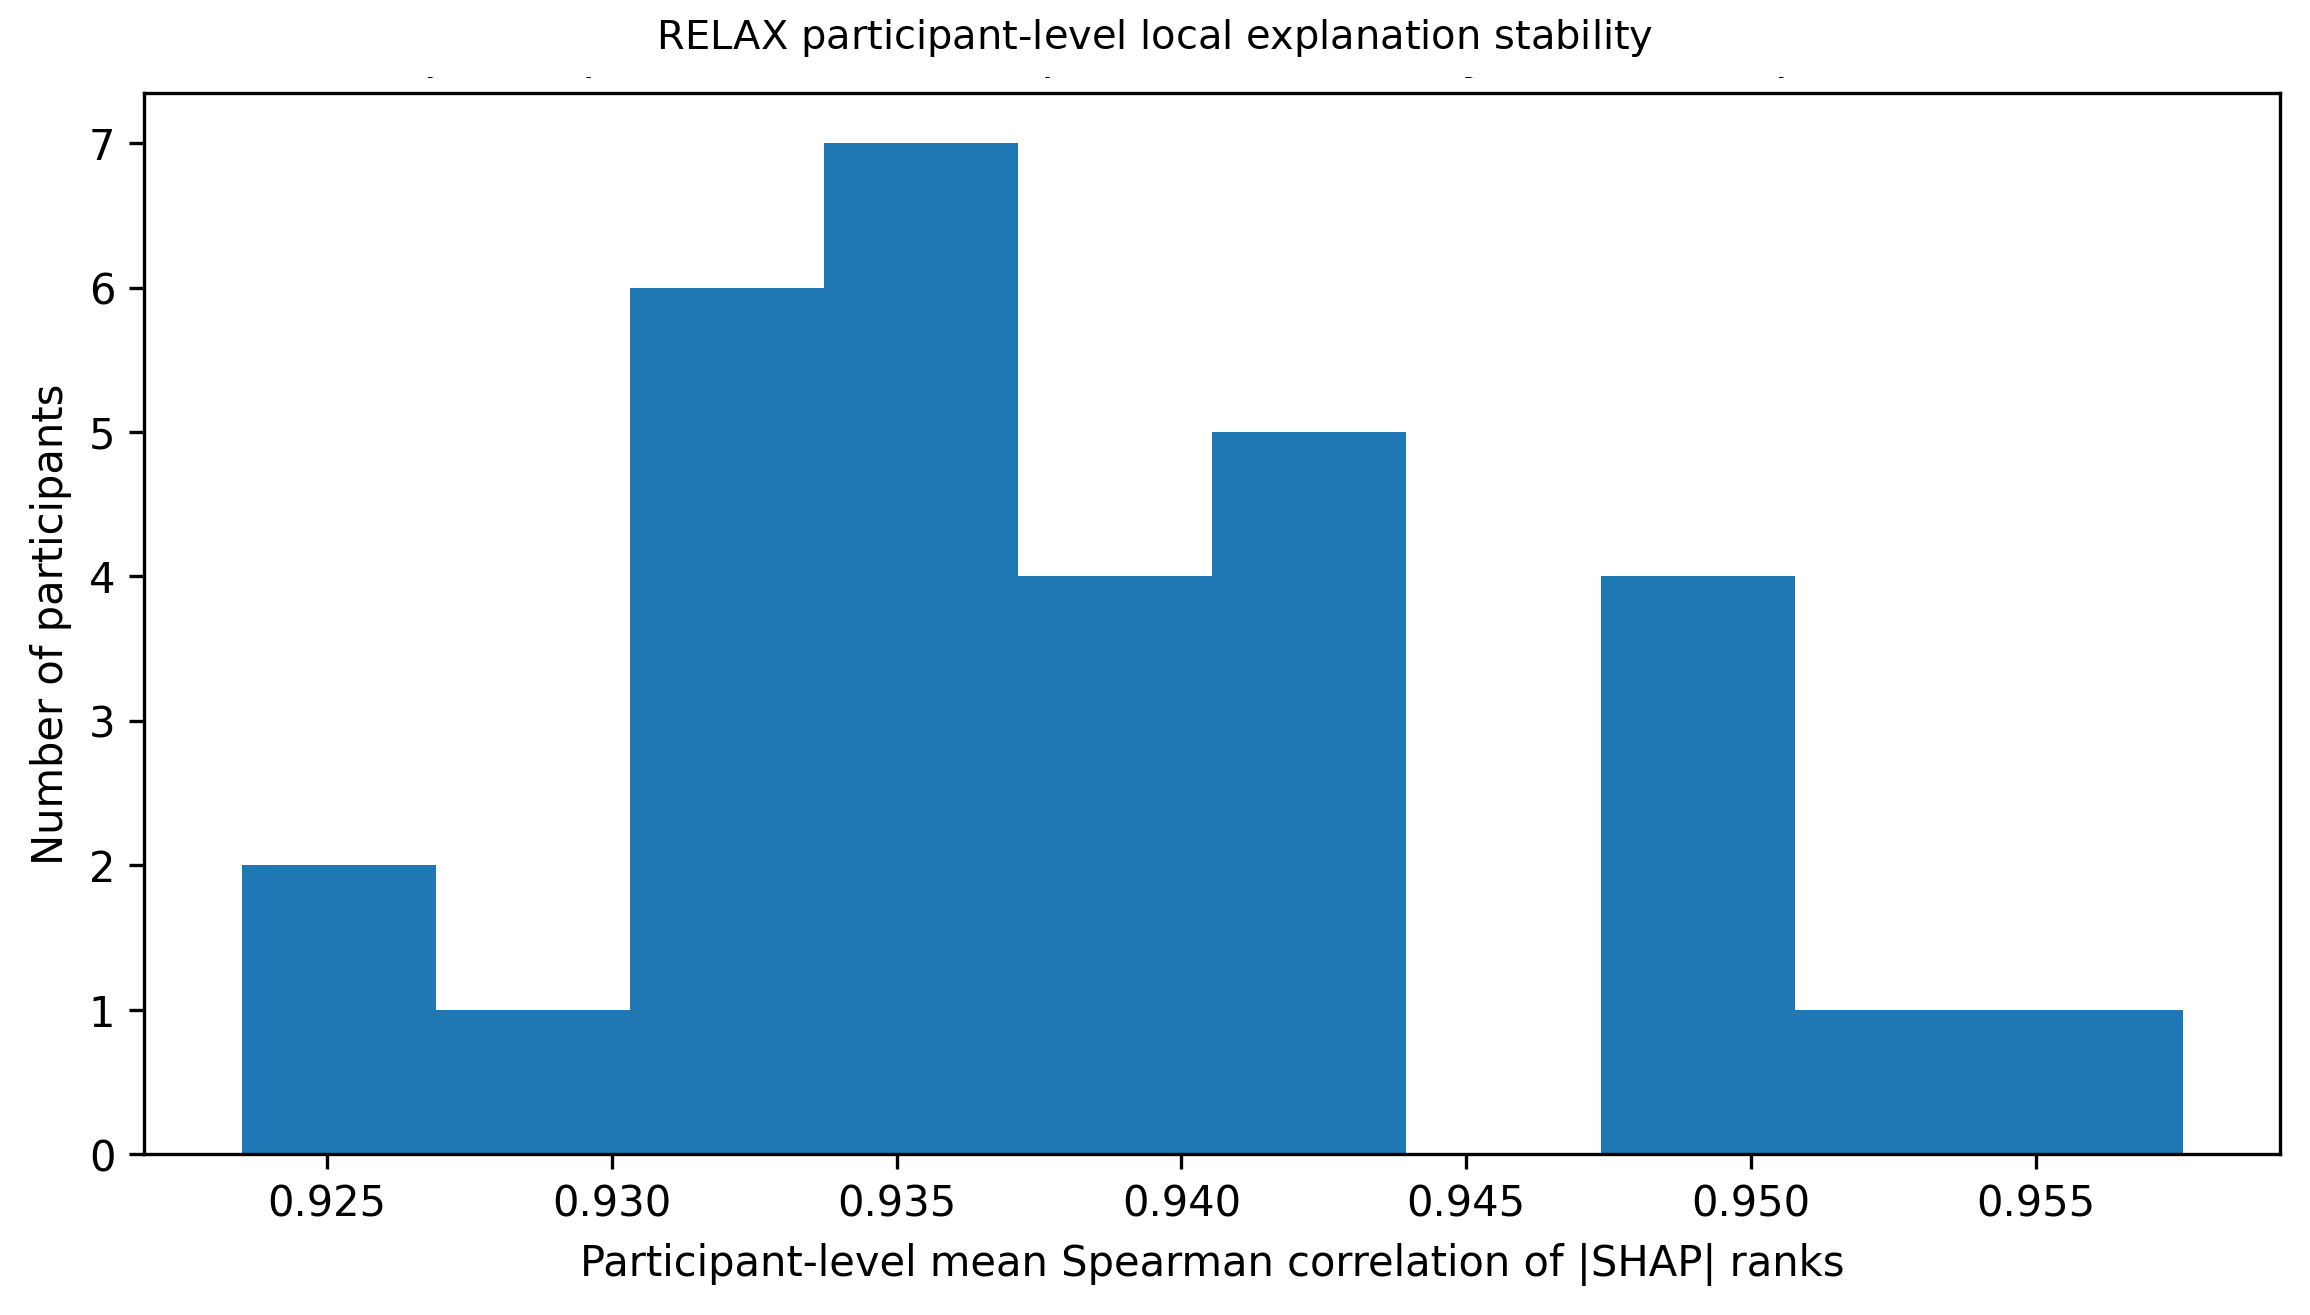 RELAX participant-level local explanation stability
7
6
5
4
3
2
1
0
Number of participants
0.925 0.930 0.935 0.940 0.945 0.950 0.955
Participant-level mean Spearman correlation of |SHAP| ranks